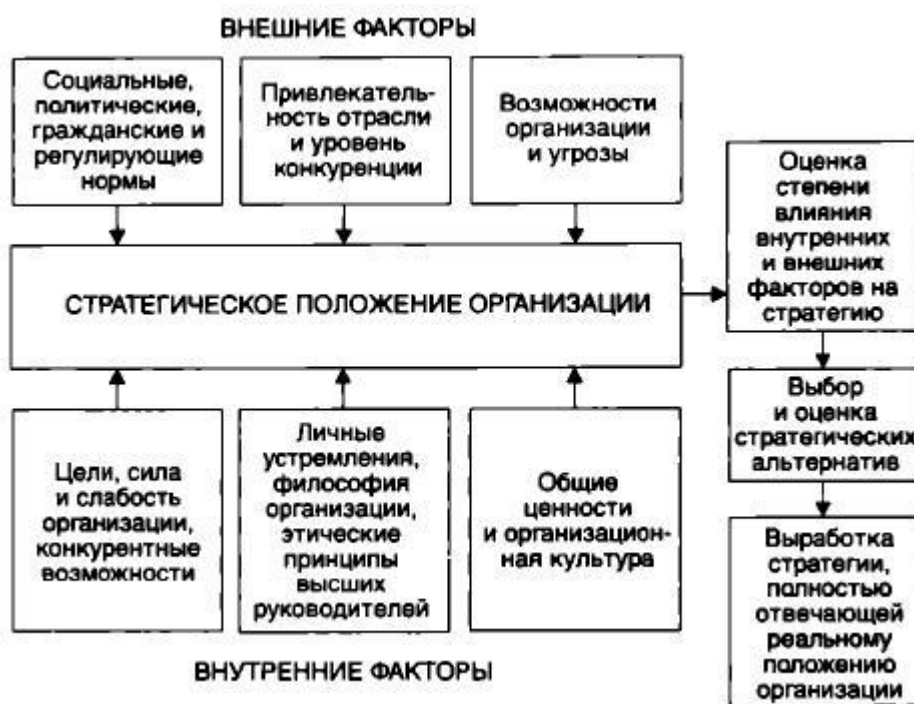 ВНЕШНИЕ ФАКТОРЫ
Социальные,
политические,
гражданские и
регулирующие
нормы
Привлекатель-
ность отрасли
и уровень
конкуренции
Возможности
организации
и угрозы
СТРАТЕГИЧЕСКОЕ ПОЛОЖЕНИЕ ОРГАНИЗАЦИИ
Оценка
степени
влияния
внутренних
и внешних
факторов на
стратегию
Цели, сила
и слабость
организации,
конкурентные
возможности
Личные
устремления,
философия
организации,
этические
принципы
высших
руководителей
Общие
ценности
и организацион-
ная культура
Выбор
и оценка
стратегических
альтернатив
Выработка
стратегии,
полностью
отвечающей
реальному
положению
организации
ВНУТРЕННИЕ ФАКТОРЫ